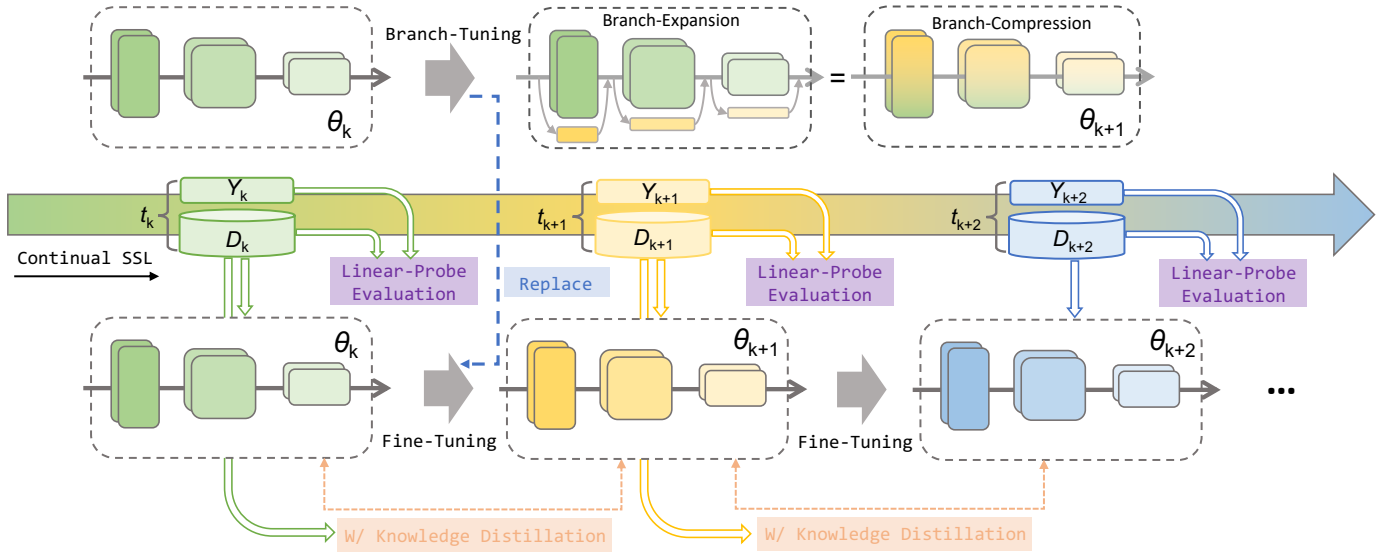 Branch-Tuning
Branch-Expansion
Branch-Compression
=
θk
θk+1
Yk
Yk+1
Yk+2
tk
tk+1
tk+2
Dk
Dk+1
Dk+2
Continual SSL
Linear-Probe
Evaluation
Replace
Linear-Probe
Evaluation
Linear-Probe
Evaluation
θk
θk+1
θk+2
...
Fine-Tuning
Fine-Tuning
W/ Knowledge Distillation
W/ Knowledge Distillation